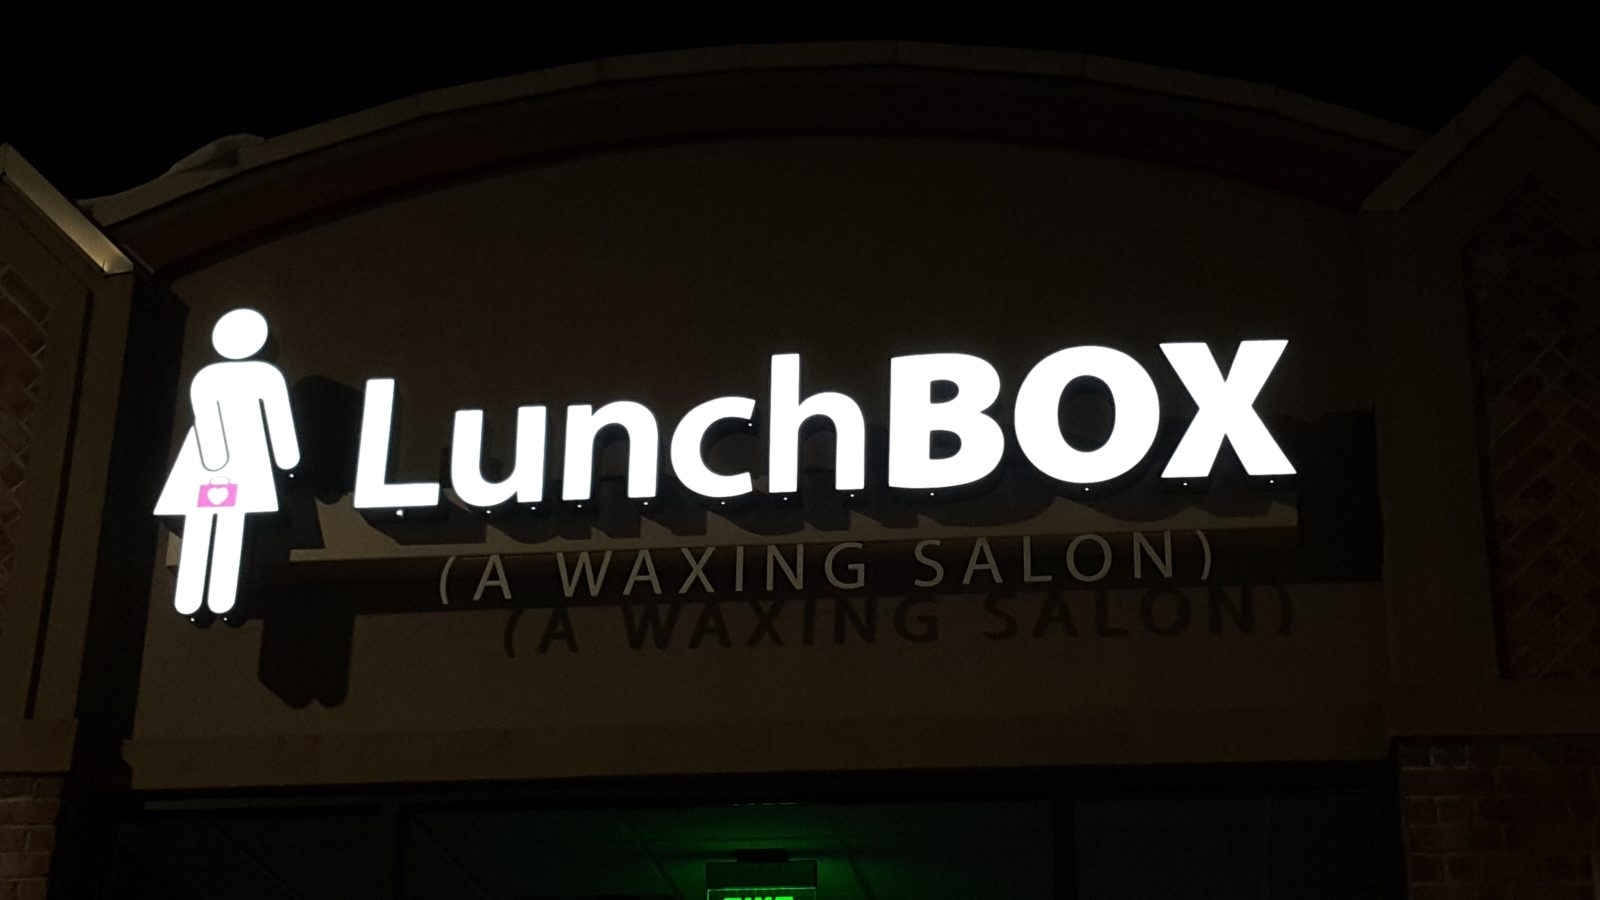 LunchBOX
(A WAXING SALON)